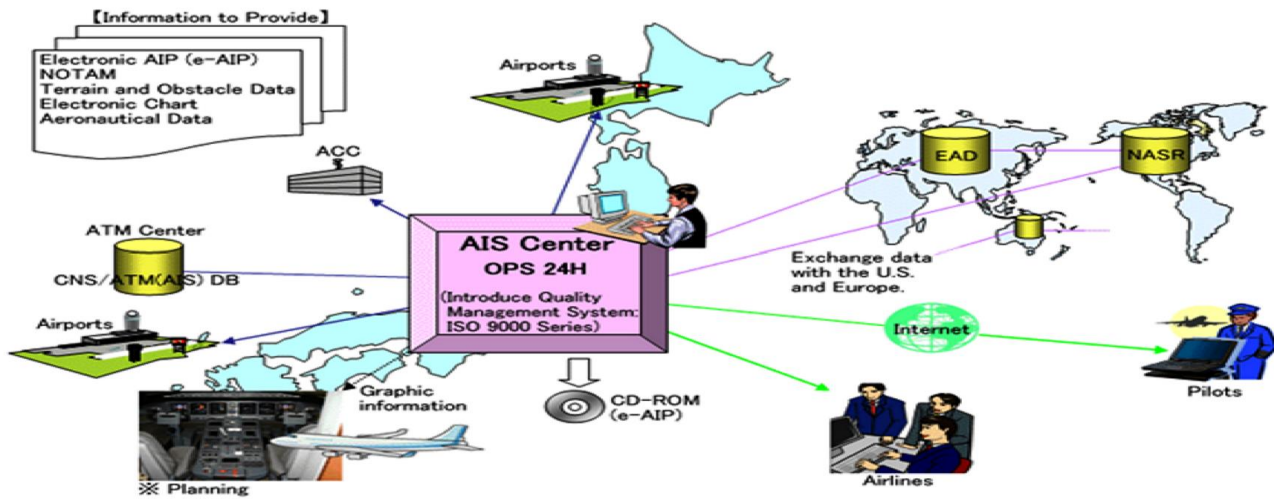 【Information to Provide】
Electronic AIP (e-AIP)
NOTAM
Terrain and Obstacle Data
Electronic Chart
Aeronautical Data
Airports
ACC
EAD
NASR
ATM Center
CNS/ATM(AIS) DB
AIS Center
OPS 24H
(Introduce Quality
Management System:
ISO 9000 Series)
Exchange data
with the U.S.
and Europe.
Airports
Internet
Pilots
Graphic
information
CD-ROM
(e-AIP)
Airlines
※ Planning